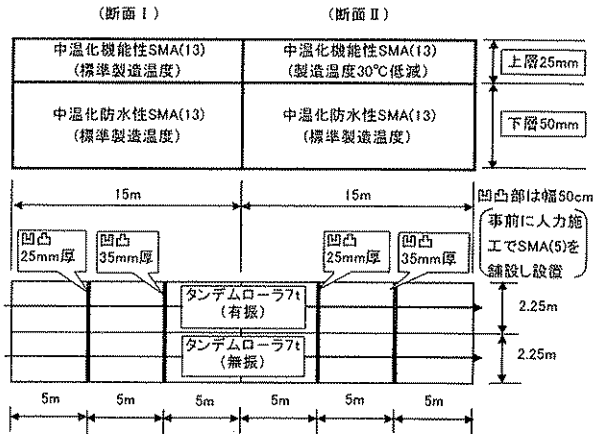 (断面Ⅰ)
(断面Ⅱ)
中温化機能性SMA(13)
(標準製造温度)
中温化機能性SMA(13)
(製造温度30℃低減)
上層25mm
中温化防水性SMA(13)
(標準製造温度)
中温化防水性SMA(13)
(標準製造温度)
下層50mm
15m
15m
凹凸部は幅50cm
事前に人力施
工でSMA(5)を
舗設し設置
凹凸
25mm厚
凹凸
35mm厚
凹凸
25mm厚
凹凸
35mm厚
タンデムローラ7t
(有振)
2.25m
タンデムローラ7t
(無振)
2.25m
5m
5m
5m
5m
5m
5m